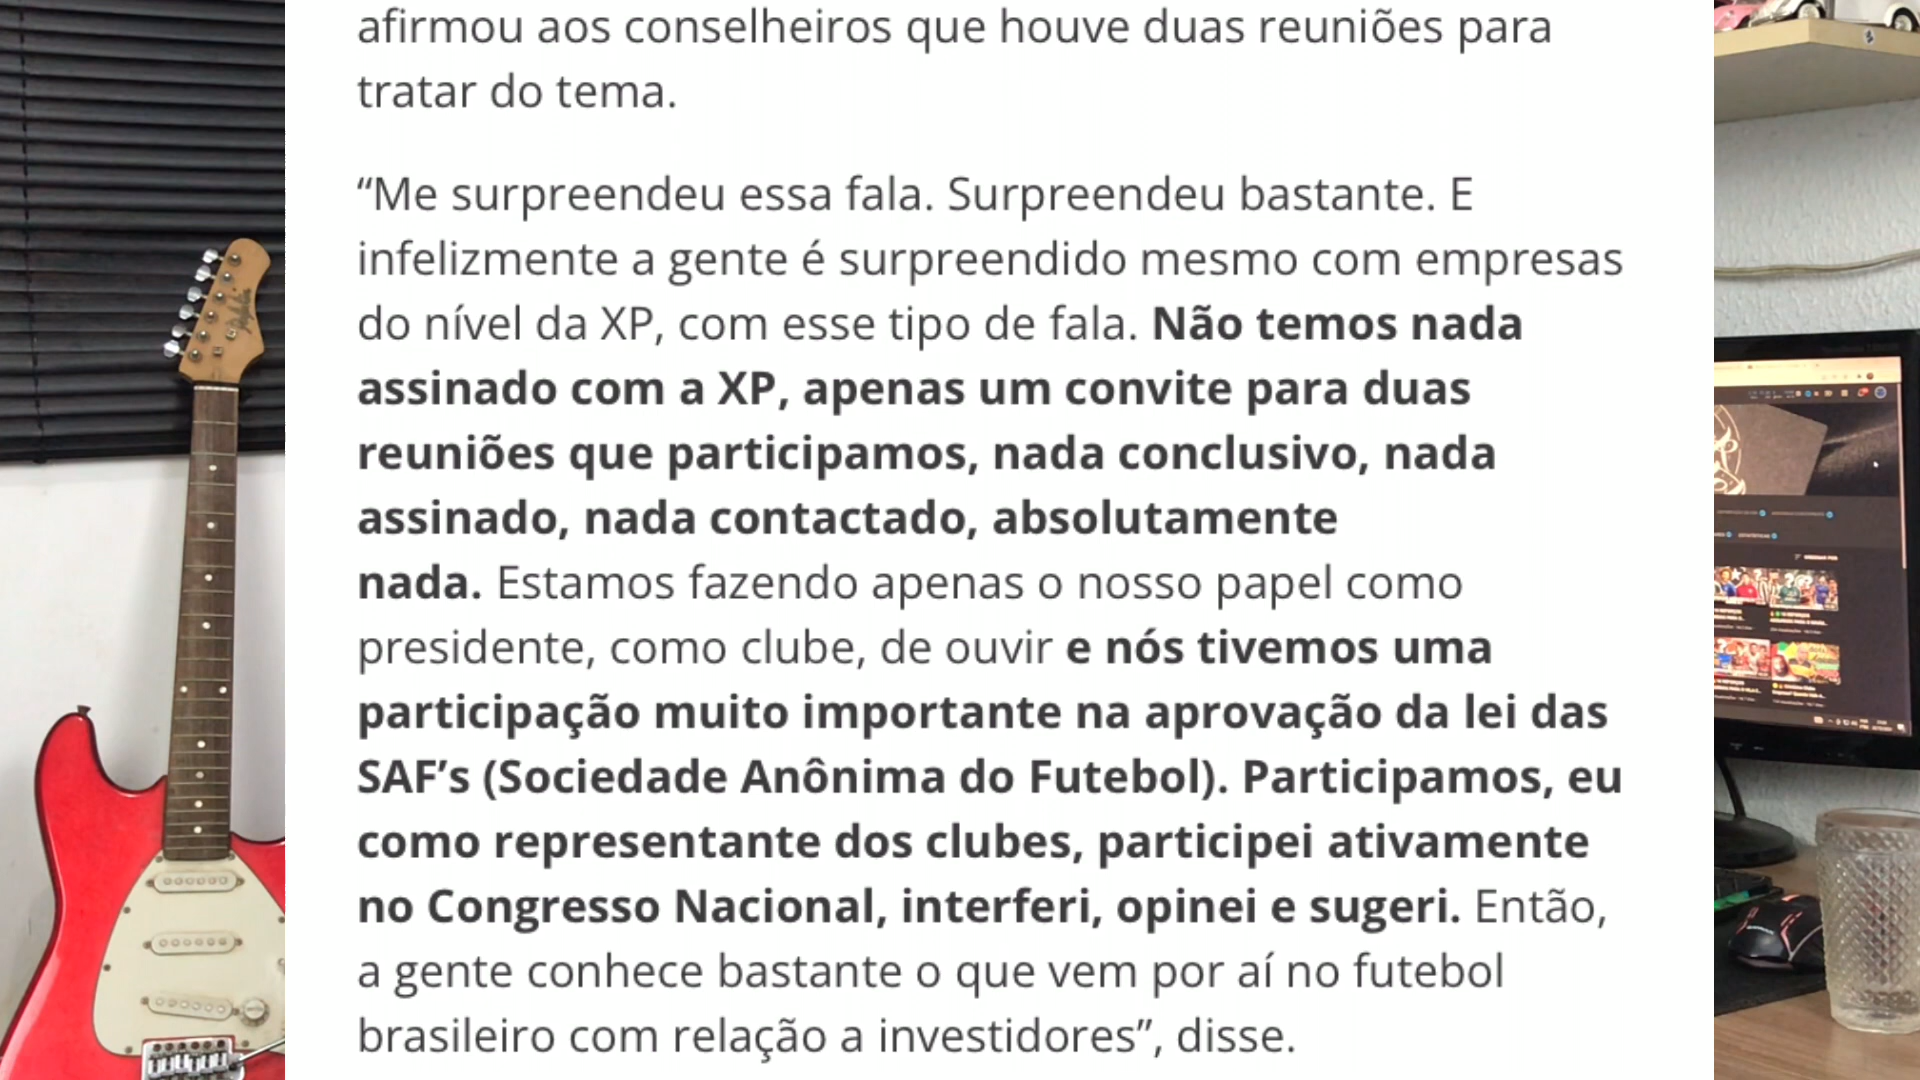 afirmou aos conselheiros que houve duas reuniões para
tratar do tema.
“Me surpreendeu essa fala. Surpreendeu bastante. E
infelizmente a gente é surpreendido mesmo com empresas
do nível da XP, com esse tipo de fala. Não temos nada
assinado com a XP, apenas um convite para duas
reuniões que participamos, nada conclusivo, nada
assinado, nada contactado, absolutamente
nada. Estamos fazendo apenas o nosso papel como
presidente, como clube, de ouvir e nós tivemos uma
participação muito importante na aprovação da lei das
SAF’s (Sociedade Anônima do Futebol). Participamos, eu
como representante dos clubes, participei ativamente
no Congresso Nacional, interferi, opinei e sugeri. Então,
a gente conhece bastante o que vem por aí no futebol
brasileiro com relação a investidores”, disse.